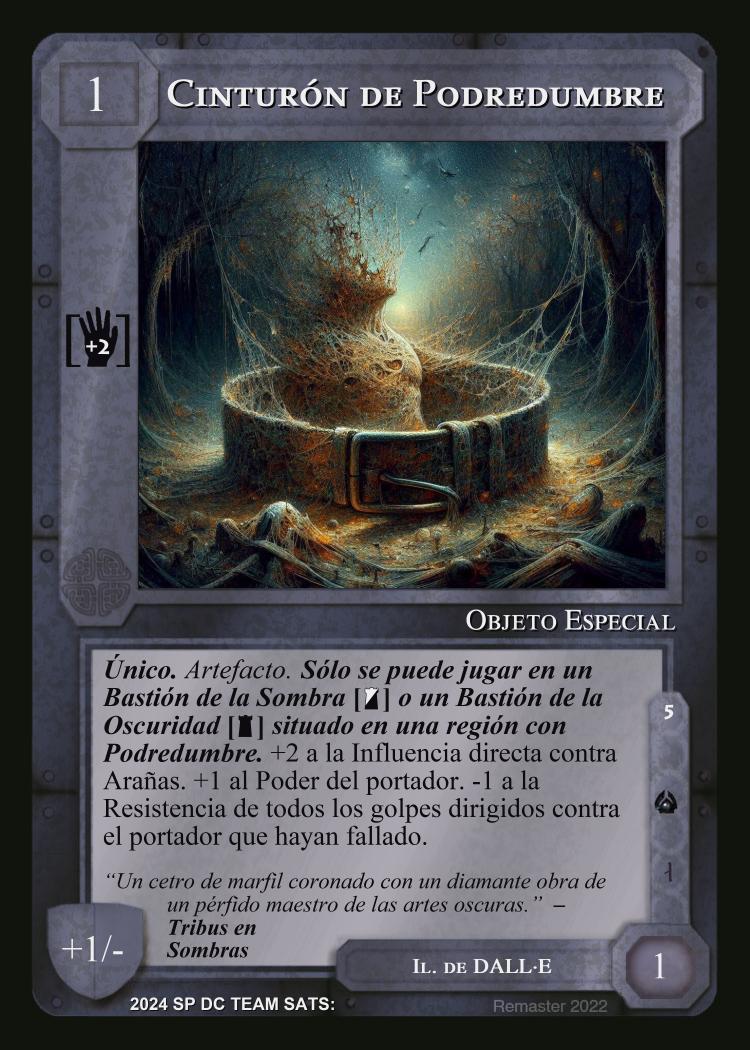 1
CINTURÓN DE PODREDUMBRE
[+2]
OBJETO ESPECIAL
Único. Artefacto. Sólo se puede jugar en un
Bastión de la Sombra [ ] o un Bastión de la
Oscuridad [ ] situado en una región con
Podredumbre. +2 a la Influencia directa contra
Arañas. +1 al Poder del portador. -1 a la
Resistencia de todos los golpes dirigidos contra
el portador que hayan fallado.
5
“Un cetro de marfil coronado con un diamante obra de
un pérfido maestro de las artes oscuras.” –
Tribus en
Sombras
+1/-
IL. DE DALL·E
1
2024 SP DC TEAM SATS:
Remaster 2022